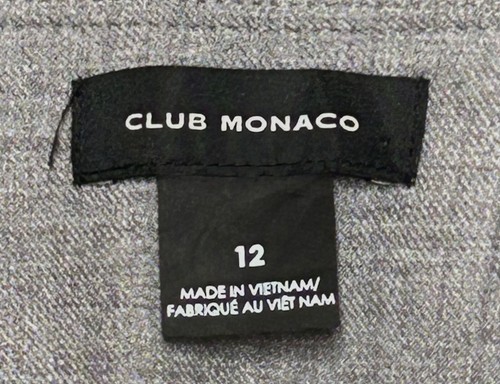 CLUB MONACO
12
MADE IN VIETNAM/
FABRIQUÉ AU VIÊT NAM